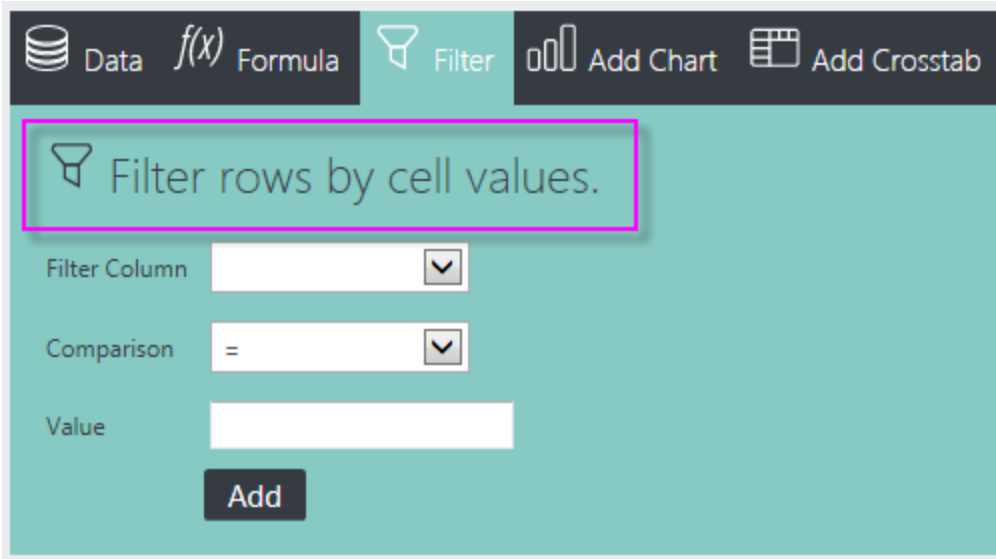 Data f(x) Formula Filter Add Chart Add Crosstab
Filter rows by cell values.
Filter Column
Comparison =
Value
Add